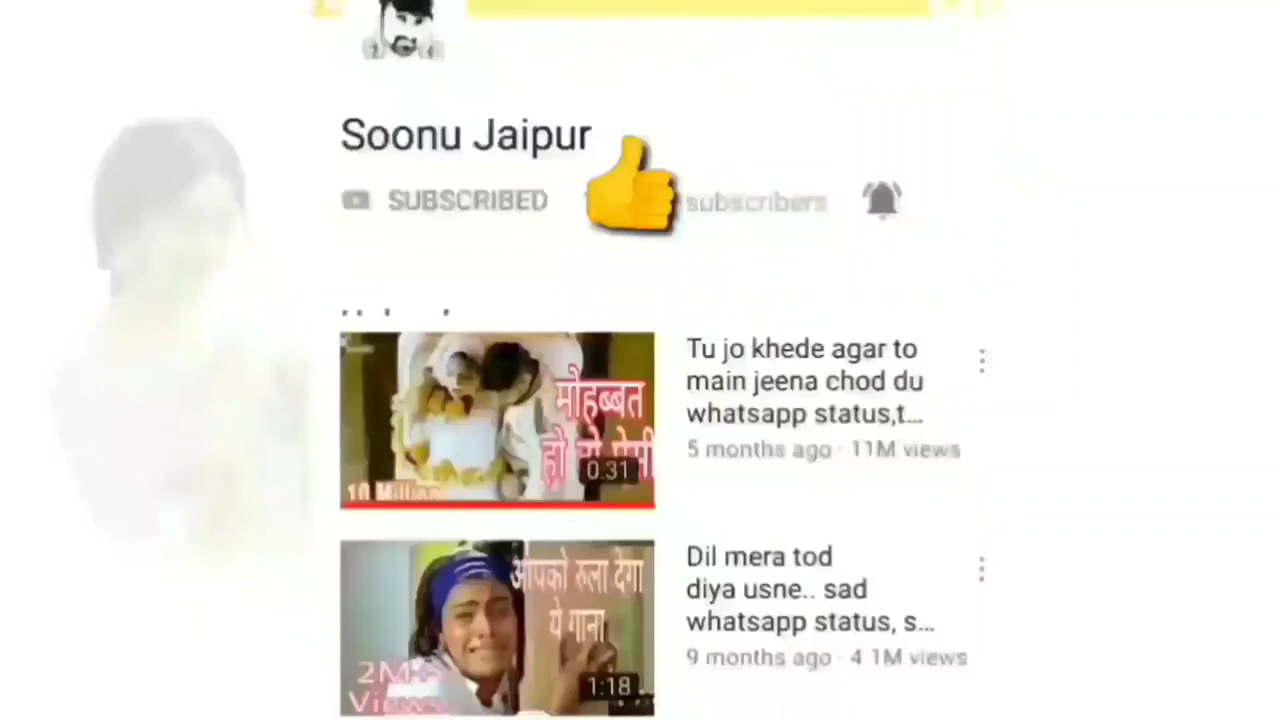 Soonu Jaipur
SUBSCRIBED
subscribers
Tu jo khede agar to
main jeena chod du
whatsapp status,t...
5 months ago · 11M views
मोहब्बत
हो
0.31
10 Million
Dil mera tod
diya usne.. sad
whatsapp status, s...
9 months ago · 4 1M views
आपको रुला देगा
ये गाना
2M+
Views
1:18